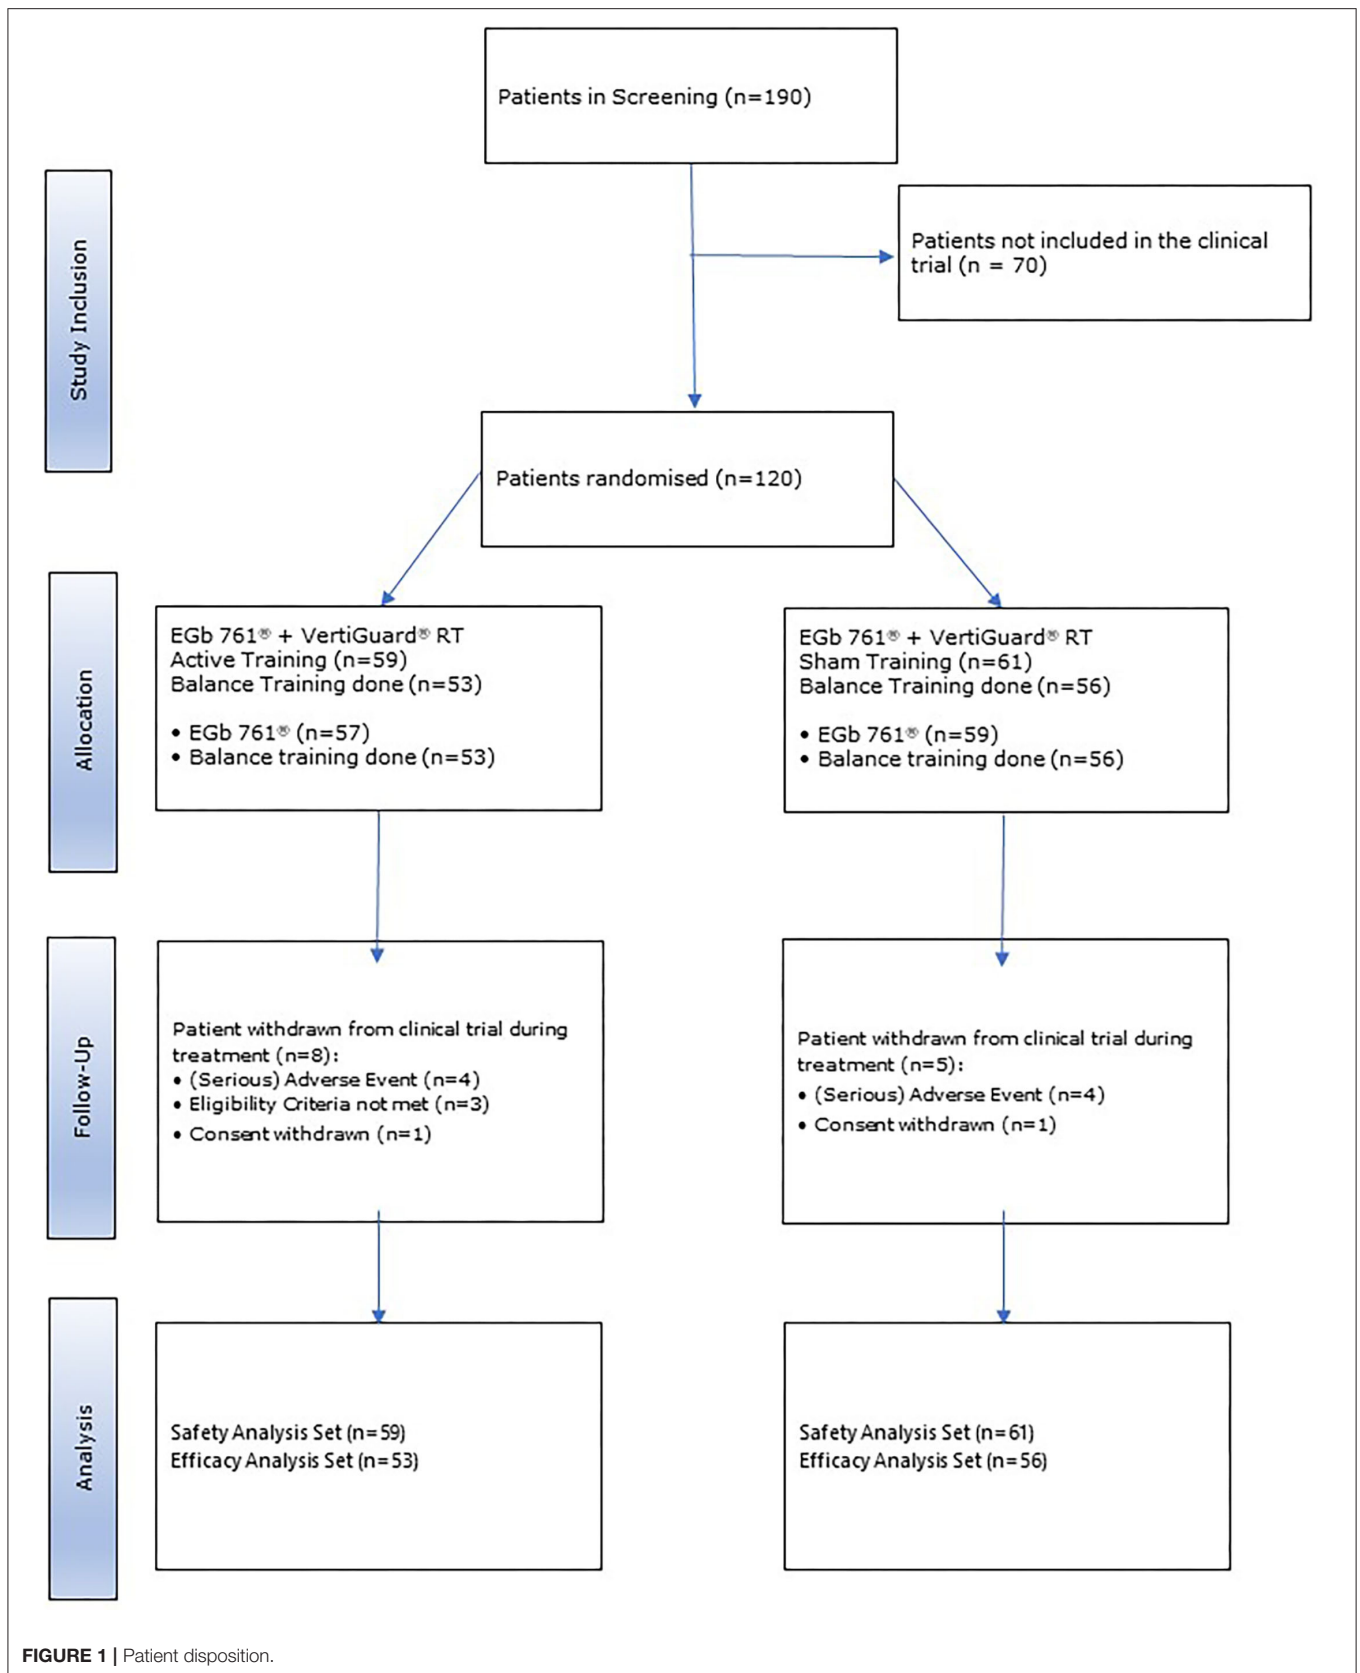 Patients in Screening (n=190)
Study Inclusion
Patients not included in the clinical
trial (n = 70)
Patients randomised (n=120)
Allocation
EGb 761® + VertiGuard® RT
Active Training (n=59)
Balance Training done (n=53)
• EGb 761® (n=57)
• Balance training done (n=53)
EGb 761® + VertiGuard® RT
Sham Training (n=61)
Balance Training done (n=56)
• EGb 761® (n=59)
• Balance training done (n=56)
Follow-Up
Patient withdrawn from clinical trial during
treatment (n=8):
• (Serious) Adverse Event (n=4)
• Eligibility Criteria not met (n=3)
• Consent withdrawn (n=1)
Patient withdrawn from clinical trial during
treatment (n=5):
• (Serious) Adverse Event (n=4)
• Consent withdrawn (n=1)
Analysis
Safety Analysis Set (n=59)
Efficacy Analysis Set (n=53)
Safety Analysis Set (n=61)
Efficacy Analysis Set (n=56)
FIGURE 1 | Patient disposition.